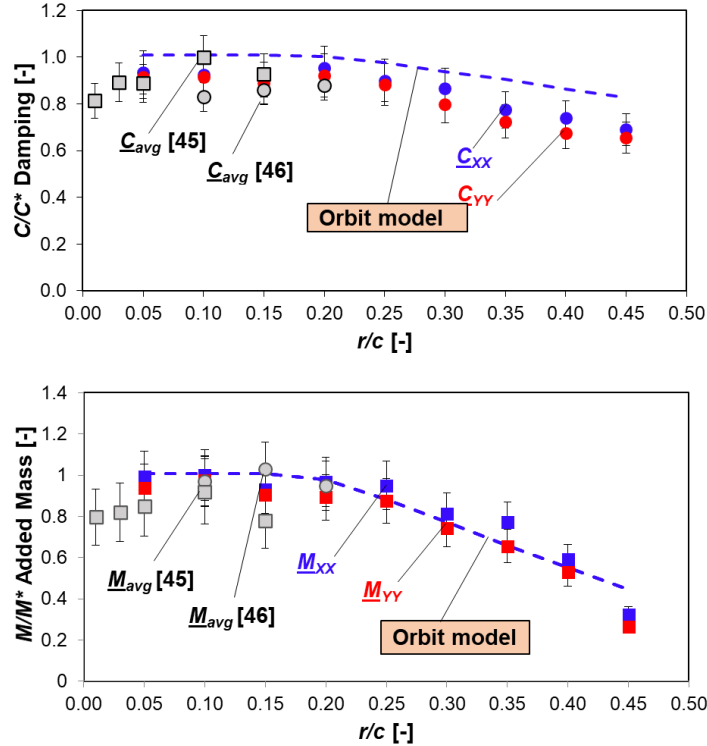 C/C* Damping [-]
1.2
1.0
0.8
0.6
0.4
0.2
0.0
C_avg [45]
C_avg [46]
C_XX
C_YY
Orbit model
0.00 0.05 0.10 0.15 0.20 0.25 0.30 0.35 0.40 0.45 0.50
r/c [-]
M/M* Added Mass [-]
1.4
1.2
1
0.8
0.6
0.4
0.2
0
M_avg [45]
M_avg [46]
M_XX
M_YY
Orbit model
0.00 0.05 0.10 0.15 0.20 0.25 0.30 0.35 0.40 0.45 0.50
r/c [-]